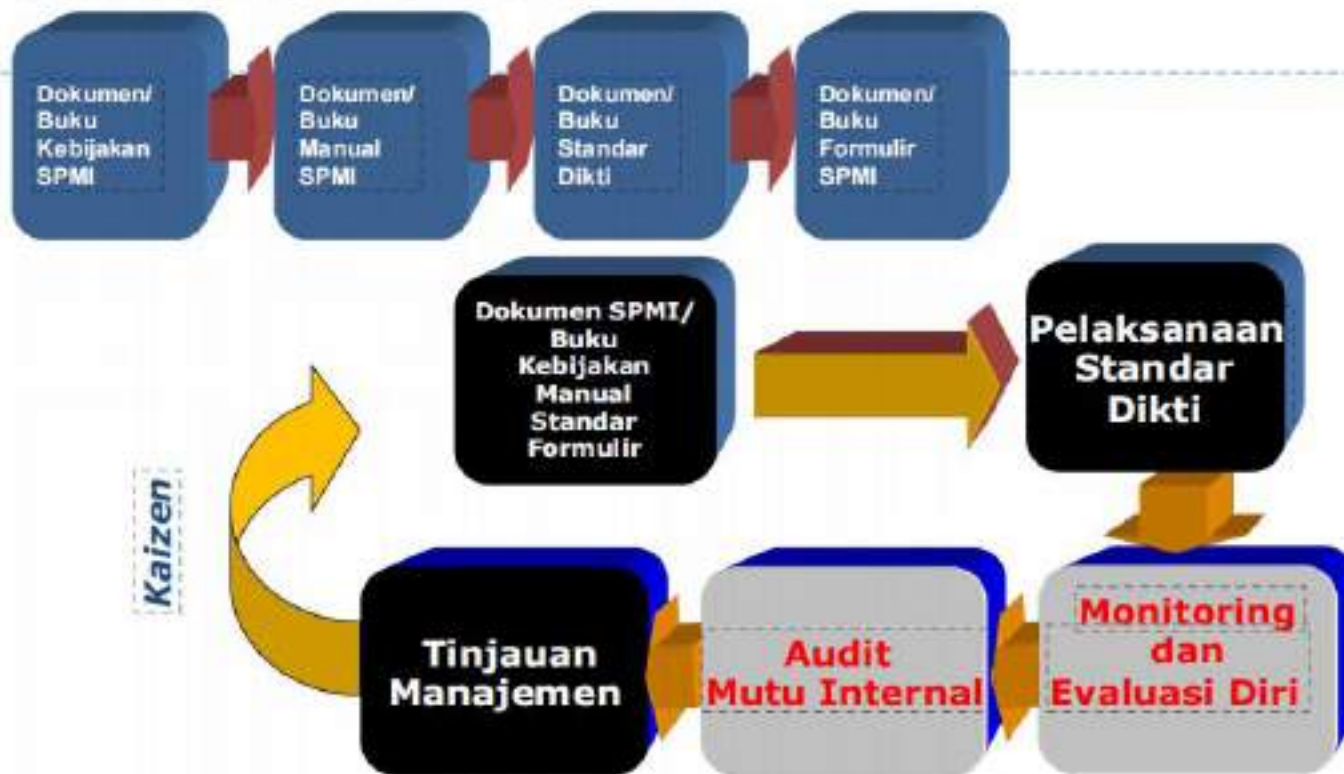 Dokumen/
Buku
Kebijakan
SPMI
Dokumen/
Buku
Manual
SPMI
Dokumen/
Buku
Standar
Dikti
Dokumen/
Buku
Formulir
SPMI
Dokumen SPMI/
Buku
Kebijakan
Manual
Standar
Formulir
Pelaksanaan
Standar
Dikti
Kaizen
Tinjauan
Manajemen
Audit
Mutu Internal
Monitoring
dan
Evaluasi Diri